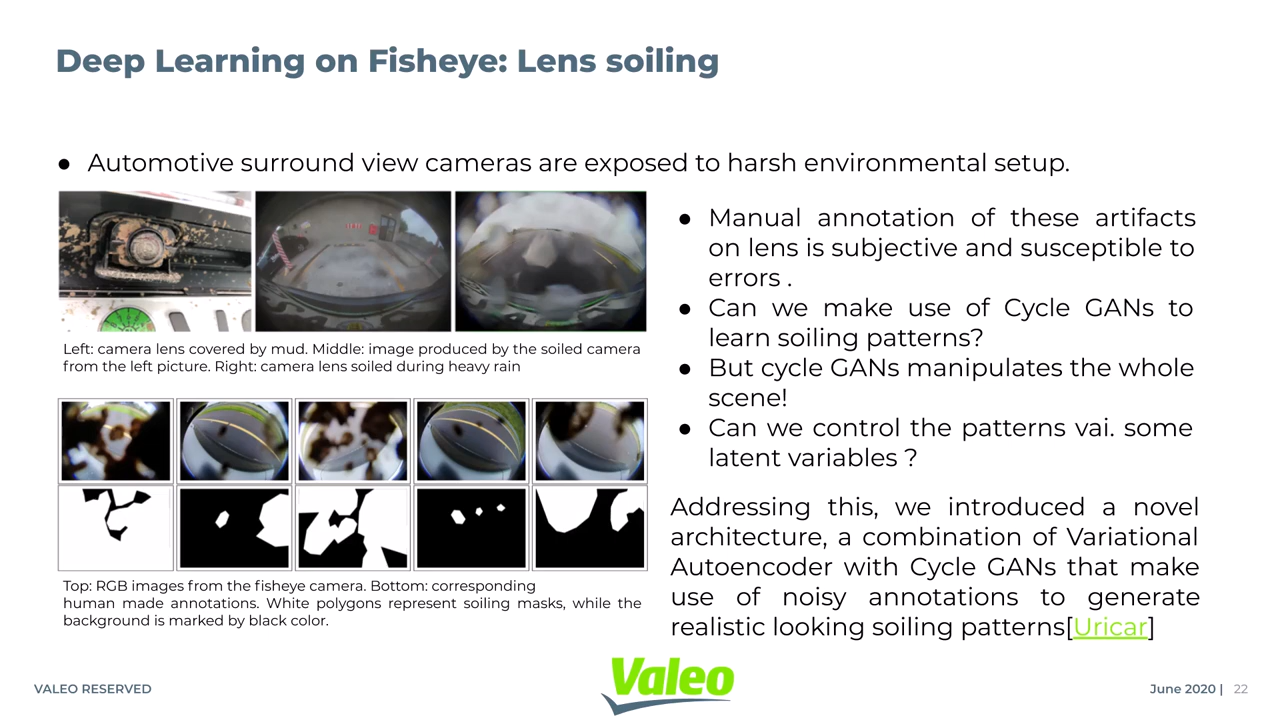 Deep Learning on Fisheye: Lens soiling
● Automotive surround view cameras are exposed to harsh environmental setup.
Left: camera lens covered by mud. Middle: image produced by the soiled camera
from the left picture. Right: camera lens soiled during heavy rain
Top: RGB images from the fisheye camera. Bottom: corresponding
human made annotations. White polygons represent soiling masks, while the
background is marked by black color.
● Manual annotation of these artifacts
on lens is subjective and susceptible to
errors .
● Can we make use of Cycle GANs to
learn soiling patterns?
● But cycle GANs manipulates the whole
scene!
● Can we control the patterns vai. some
latent variables ?
Addressing this, we introduced a novel
architecture, a combination of Variational
Autoencoder with Cycle GANs that make
use of noisy annotations to generate
realistic looking soiling patterns[Uricar]
VALEO RESERVED
Valeo
June 2020 | 22